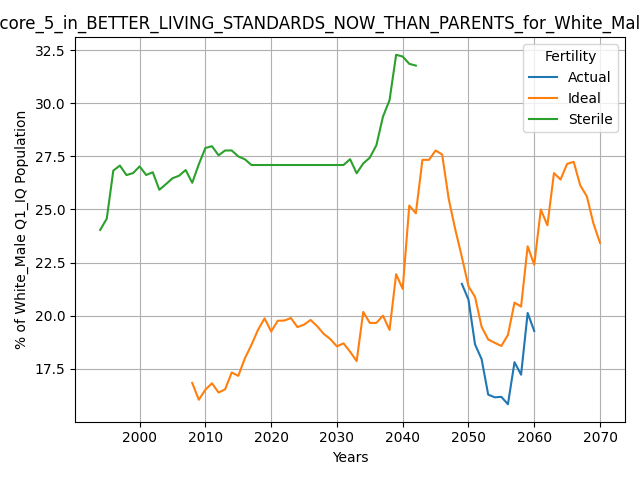 core_5_in_BETTER_LIVING_STANDARDS_NOW_THAN_PARENTS_for_White_Mal
32.5
30.0
27.5
25.0
22.5
20.0
17.5
% of White_Male Q1_IQ Population
Fertility
Actual
Ideal
Sterile
2000 2010 2020 2030 2040 2050 2060 2070
Years